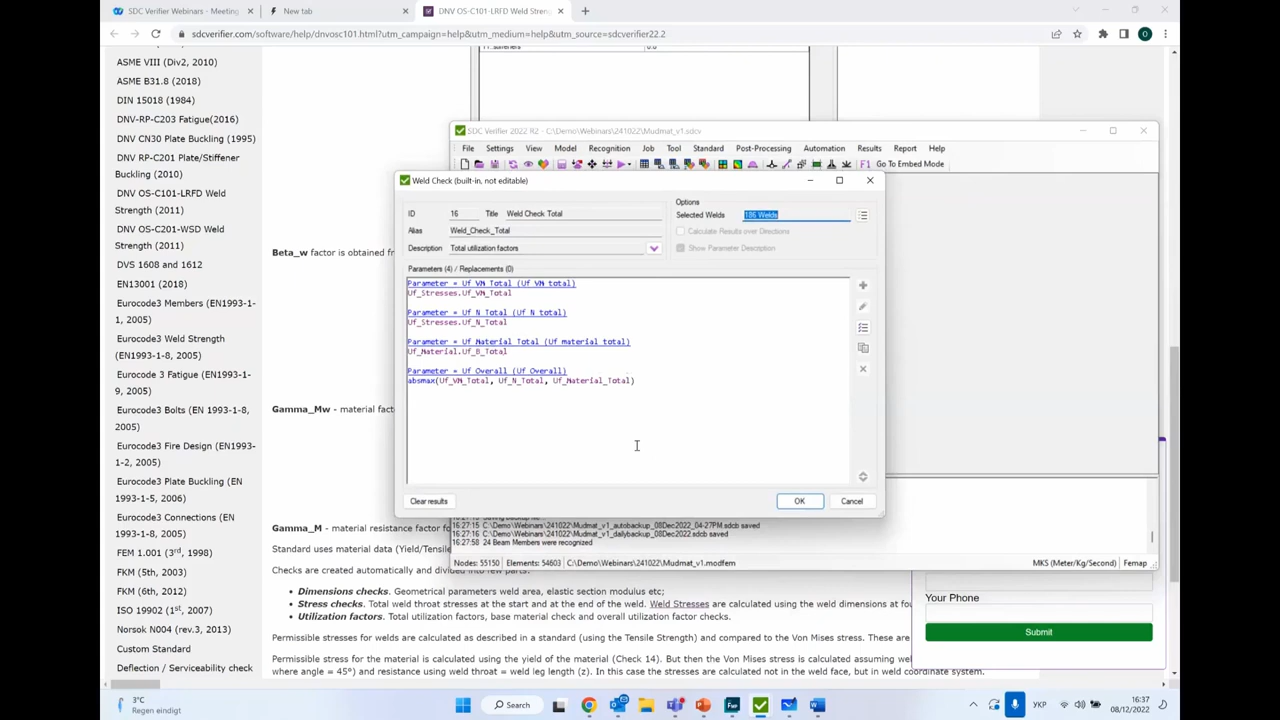 SDC Verifier Webinars - Meeting
New tab
DNV OS-C101-LRFD Weld Stren
sdcverifier.com/software/help/dnvosc101.html?utm_campaign=help&utm_medium=help&utm_source=sdcverifier22.2
O
ASME VIII (Div2, 2010)
ASME B31.8 (2018)
DIN 15018 (1984)
DNV-RP-C203 Fatigue(2016)
DNV CN30 Plate Buckling (1995)
DNV RP-C201 Plate/Stiffener
Buckling (2010)
DNV OS-C101-LRFD Weld
Strength (2011)
DNV OS-C201-WSD Weld
Strength (2011)
DVS 1608 and 1612
EN13001 (2018)
Eurocode3 Members (EN1993-1-
1, 2005)
Eurocode3 Weld Strength
(EN1993-1-8, 2005)
Eurocode 3 Fatigue (EN1993-1-
9, 2005)
Eurocode3 Bolts (EN 1993-1-8,
2005)
Eurocode3 Fire Design (EN1993-
1-2, 2005)
Eurocode3 Plate Buckling (EN
1993-1-5, 2006)
Eurocode3 Connections (EN
1993-1-8, 2005)
FEM 1.001 (3rd, 1998)
FKM (5th, 2003)
FKM (6th, 2012)
ISO 19902 (1st, 2007)
Norsok N004 (rev.3, 2013)
Custom Standard
Deflection / Serviceability check
Beta_w factor is obtained fr
Gamma_Mw - material fact
Gamma_M - material resistance factor fo
Standard uses material data (Yield/Tensile
Checks are created automatically and divided into few parts:
Dimensions checks. Geometrical parameters weld area, elastic section modulus etc;
Stress checks. Total weld throat stresses at the start and at the end of the weld. Weld Stresses are calculated using the weld dimensions at fou
Utilization factors. Total utilization factors, base material check and overall utilization factor checks.
Permissible stresses for welds are calculated as described in a standard (using the Tensile Strength) and compared to the Von Mises stress. These are
Permissible stress for the material is calculated using the yield of the material (Check 14). But then the Von Mises stress is calculated assuming wel
where angle = 45°) and resistance using weld throat = weld leg length (z). In this case the stresses are calculated not in the weld face, but in weld coordinate system.
SDC Verifier 2022 R2 - C:\Demo\Webinars\241022\Mudmat_v1.sdcv
File Settings View Model Recognition Job Tool Standard Post-Processing Automation Results Report Help
F1 Go To Embed Mode
Weld Check (built-in, not editable)
ID 16 Title Weld Check Total
Alias Weld_Check_Total
Description Total utilization factors
Options
Selected Welds 186 Welds
Calculate Results over Directions
Show Parameter Description
Parameters (4) / Replacements (0)
Parameter = Uf VM Total (Uf VM total)
Uf_Stresses.Uf_VM_Total
Parameter = Uf N Total (Uf N total)
Uf_Stresses.Uf_N_Total
Parameter = Uf Material Total (Uf material total)
Uf_Material.Uf_B_Total
Parameter = Uf Overall (Uf Overall)
absmax(Uf_VM_Total, Uf_N_Total, Uf_Material_Total)
Clear results
OK
Cancel
16:27:16 C:\Demo\Webinars\241022\Mudmat_v1_autobackup_08Dec2022_04-27PM.sdcb saved
16:27:16 C:\Demo\Webinars\241022\Mudmat_v1_dailybackup_08Dec2022.sdcb saved
16:27:58 24 Beam Members were recognized
Nodes: 55150 Elements: 54603 C:\Demo\Webinars\241022\Mudmat_v1.modfem MKS (Meter/Kg/Second) Femap
Your Phone
Submit
3°C
Regen eindigt
Search
УКР
16:37
08/12/2022